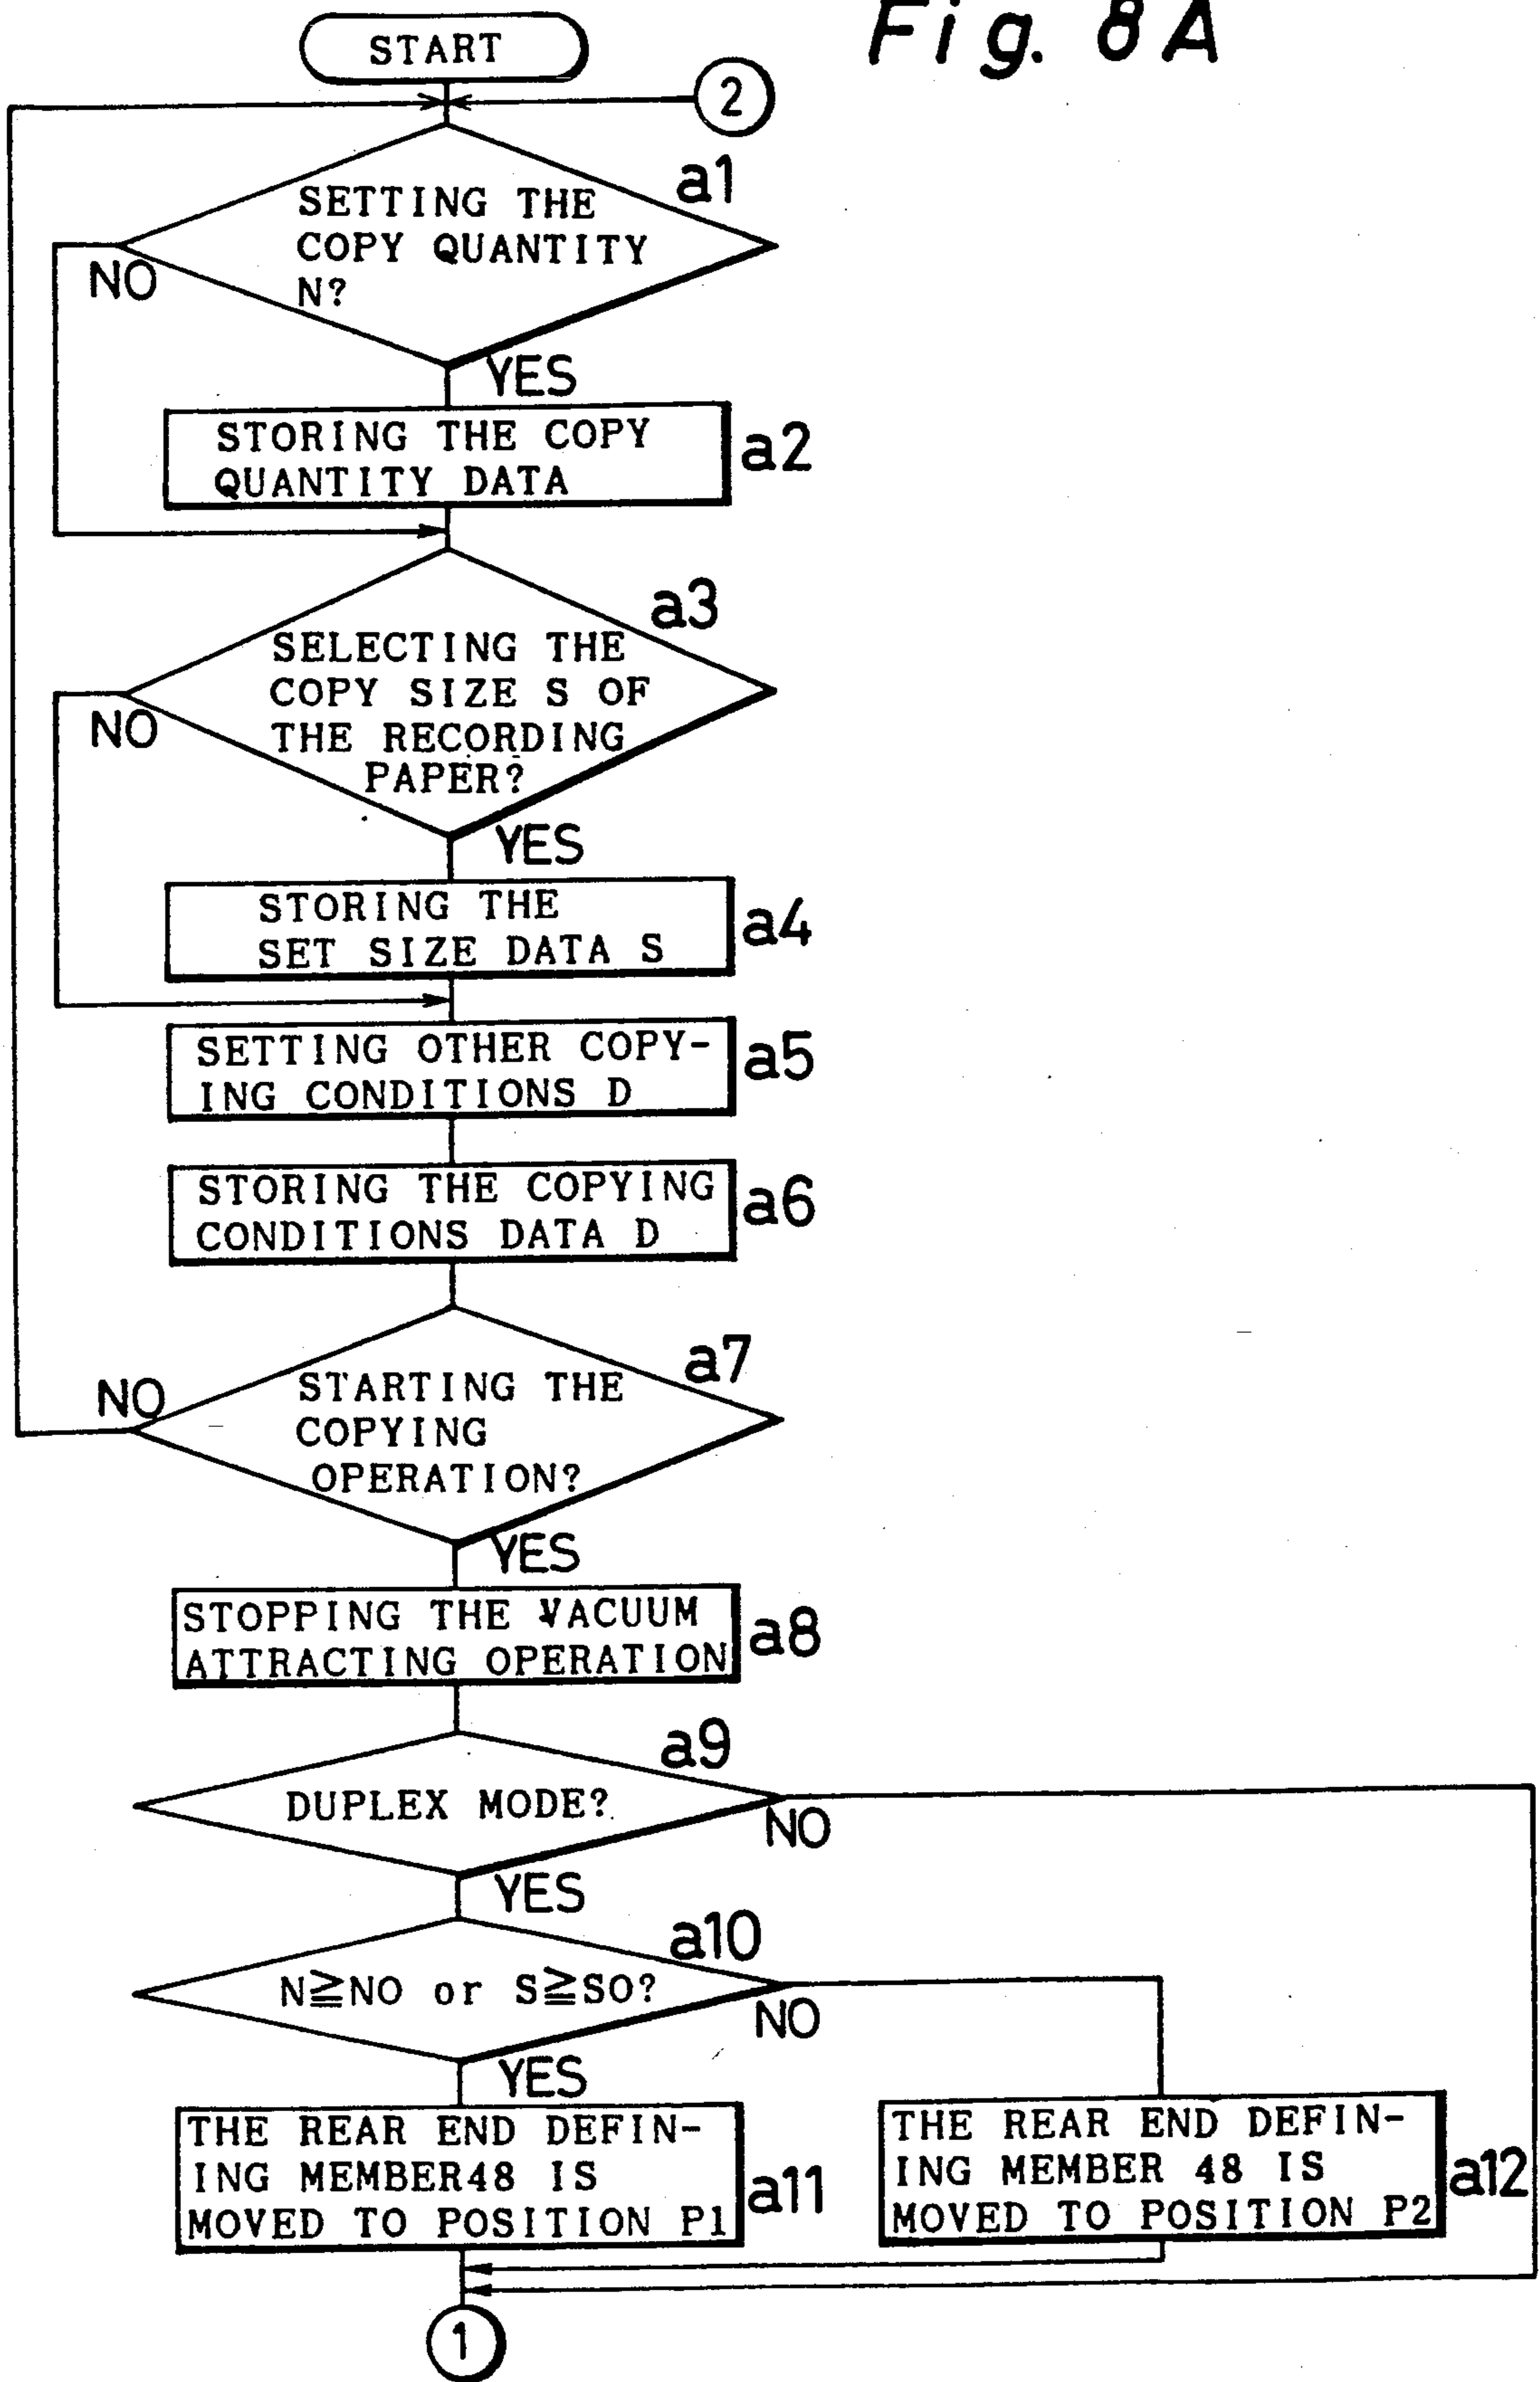 Fig. 8A
START
2
a1
SETTING THE
COPY QUANTITY
N?
NO
YES
STORING THE COPY
QUANTITY DATA
a2
a3
SELECTING THE
COPY SIZE S OF
THE RECORDING
PAPER?
NO
YES
STORING THE
SET SIZE DATA S
a4
SETTING OTHER COPY-
ING CONDITIONS D
a5
STORING THE COPYING
CONDITIONS DATA D
a6
a7
STARTING THE
COPYING
OPERATION?
NO
YES
STOPPING THE VACUUM
ATTRACTING OPERATION
a8
a9
DUPLEX MODE?
NO
YES
a10
N≧NO or S≧SO?
NO
YES
THE REAR END DEFIN-
ING MEMBER48 IS
MOVED TO POSITION P1
a11
THE REAR END DEFIN-
ING MEMBER 48 IS
MOVED TO POSITION P2
a12
1